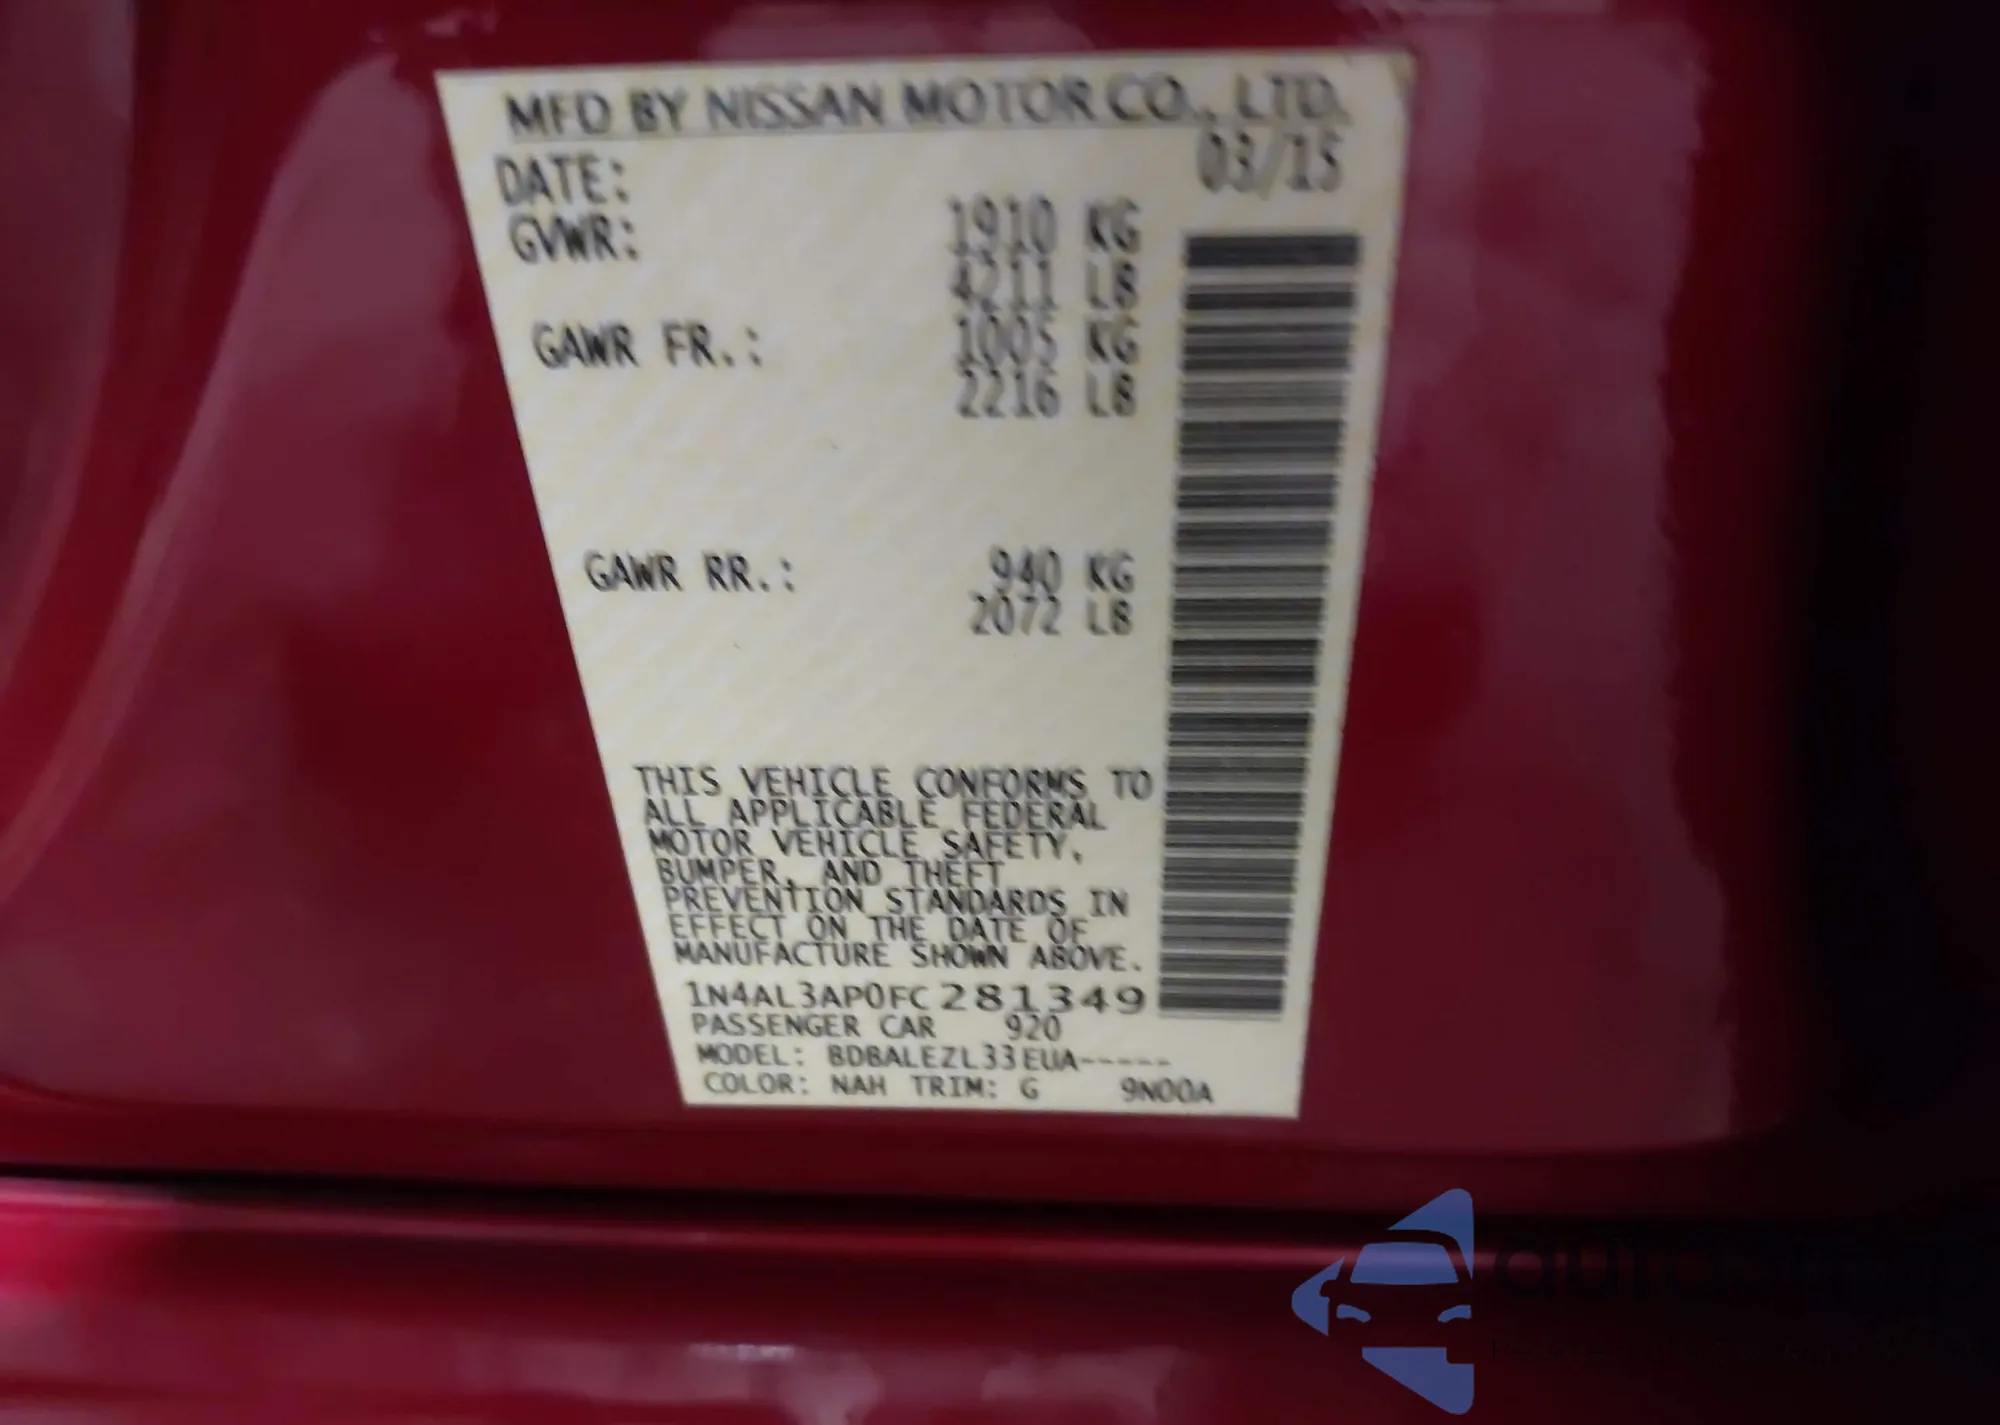 MFD BY NISSAN MOTOR CO., LTD.
DATE: 03/15
GVWR: 1910 KG
4211 LB
GAWR FR.: 1005 KG
2216 LB
GAWR RR.: 940 KG
2072 LB
THIS VEHICLE CONFORMS TO
ALL APPLICABLE FEDERAL
MOTOR VEHICLE SAFETY,
BUMPER, AND THEFT
PREVENTION STANDARDS IN
EFFECT ON THE DATE OF
MANUFACTURE SHOWN ABOVE.
1N4AL3AP0FC281349
PASSENGER CAR 920
MODEL: BDBALEZL33EUA-----
COLOR: NAH TRIM: G 9N00A